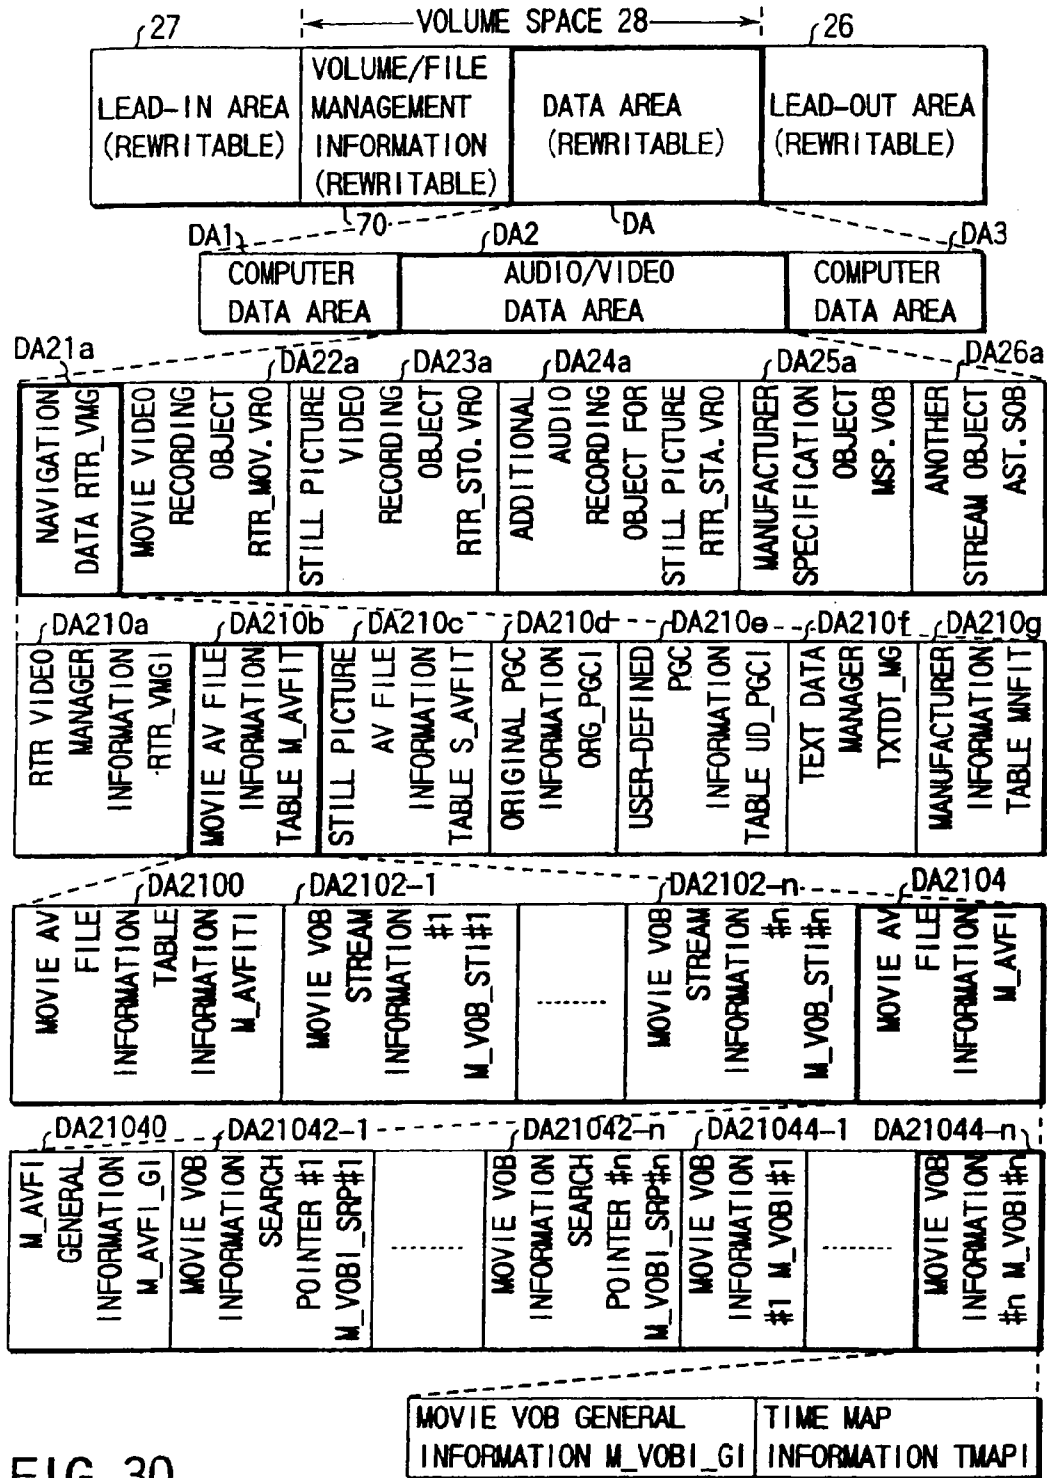 VOLUME SPACE 28
27
26
LEAD-IN AREA
(REWRITABLE)
VOLUME/FILE
MANAGEMENT
INFORMATION
(REWRITABLE)
DATA AREA
(REWRITABLE)
LEAD-OUT AREA
(REWRITABLE)
70
DA
DA1
DA2
DA3
COMPUTER
DATA AREA
AUDIO/VIDEO
DATA AREA
COMPUTER
DATA AREA
DA21a
DA22a
DA23a
DA24a
DA25a
DA26a
NAVIGATION
DATA RTR_VMG
MOVIE VIDEO
RECORDING
OBJECT
RTR_MOV.VRO
STILL PICTURE
VIDEO
RECORDING
OBJECT
RTR_STO.VRO
ADDITIONAL
AUDIO
RECORDING
OBJECT FOR
STILL PICTURE
RTR_STA.VRO
MANUFACTURER
SPECIFICATION
OBJECT
MSP.VOB
ANOTHER
STREAM OBJECT
AST.SOB
DA210a
DA210b
DA210c
DA210d
DA210e
DA210f
DA210g
RTR VIDEO
MANAGER
INFORMATION
RTR_VMGI
MOVIE AV FILE
INFORMATION
TABLE M_AVFIT
STILL PICTURE
AV FILE
INFORMATION
TABLE S_AVFIT
ORIGINAL PGC
INFORMATION
ORG_PGCI
USER-DEFINED
PGC
INFORMATION
TABLE UD_PGCI
TEXT DATA
MANAGER
TXTDT_MG
MANUFACTURER
INFORMATION
TABLE MNFIT
DA2100
DA2102-1
DA2102-n
DA2104
MOVIE AV
FILE
INFORMATION
TABLE
INFORMATION
M_AVFITI
MOVIE VOB
STREAM
INFORMATION
#1
M_VOB_STI#1
MOVIE VOB
STREAM
INFORMATION
#n
M_VOB_STI#n
MOVIE AV
FILE
INFORMATION
M_AVFI
DA21040
DA21042-1
DA21042-n
DA21044-1
DA21044-n
M_AVFI
GENERAL
INFORMATION
M_AVFI_GI
MOVIE VOB
INFORMATION
SEARCH
POINTER #1
M_VOBI_SRP#1
MOVIE VOB
INFORMATION
SEARCH
POINTER #n
M_VOBI_SRP#n
MOVIE VOB
INFORMATION
#1 M_VOBI#1
MOVIE VOB
INFORMATION
#n M_VOBI#n
MOVIE VOB GENERAL
INFORMATION M_VOBI_GI
TIME MAP
INFORMATION TMAPI
FIG. 30